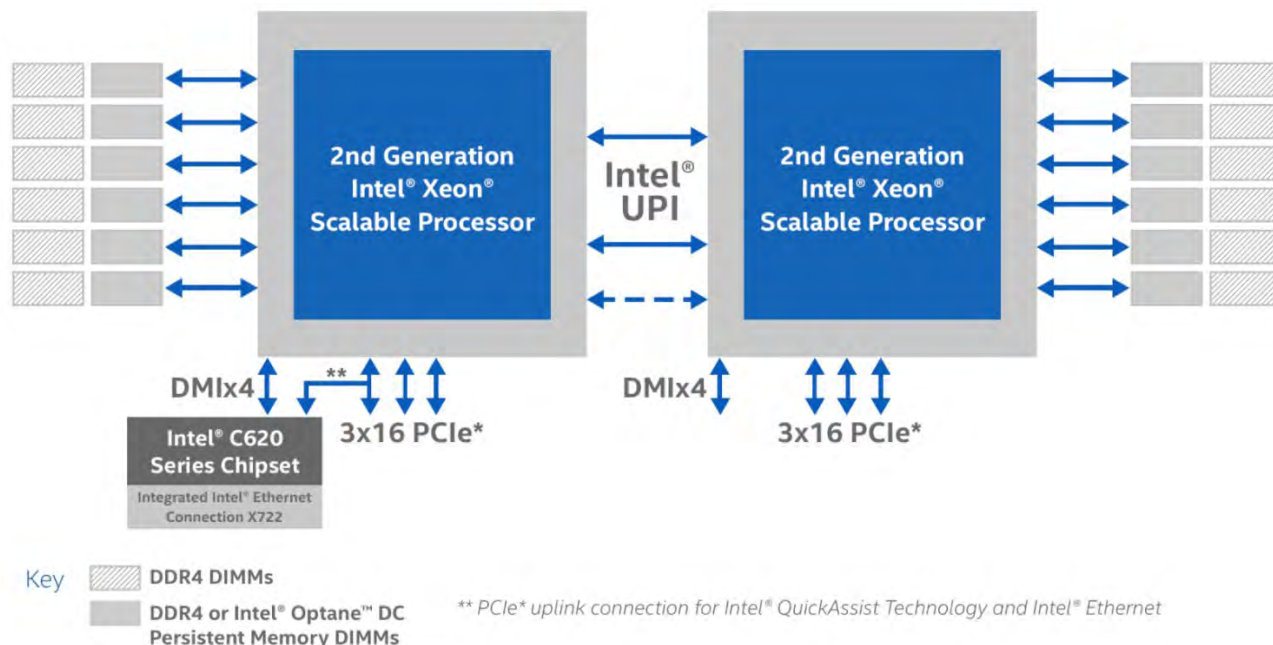 2nd Generation
Intel® Xeon®
Scalable Processor
Intel®
UPI
2nd Generation
Intel® Xeon®
Scalable Processor
DMIx4
**
3x16 PCIe*
DMIx4
3x16 PCIe*
Intel® C620
Series Chipset
Integrated Intel® Ethernet
Connection X722
Key
DDR4 DIMMs
DDR4 or Intel® Optane™ DC
Persistent Memory DIMMs
** PCIe* uplink connection for Intel® QuickAssist Technology and Intel® Ethernet